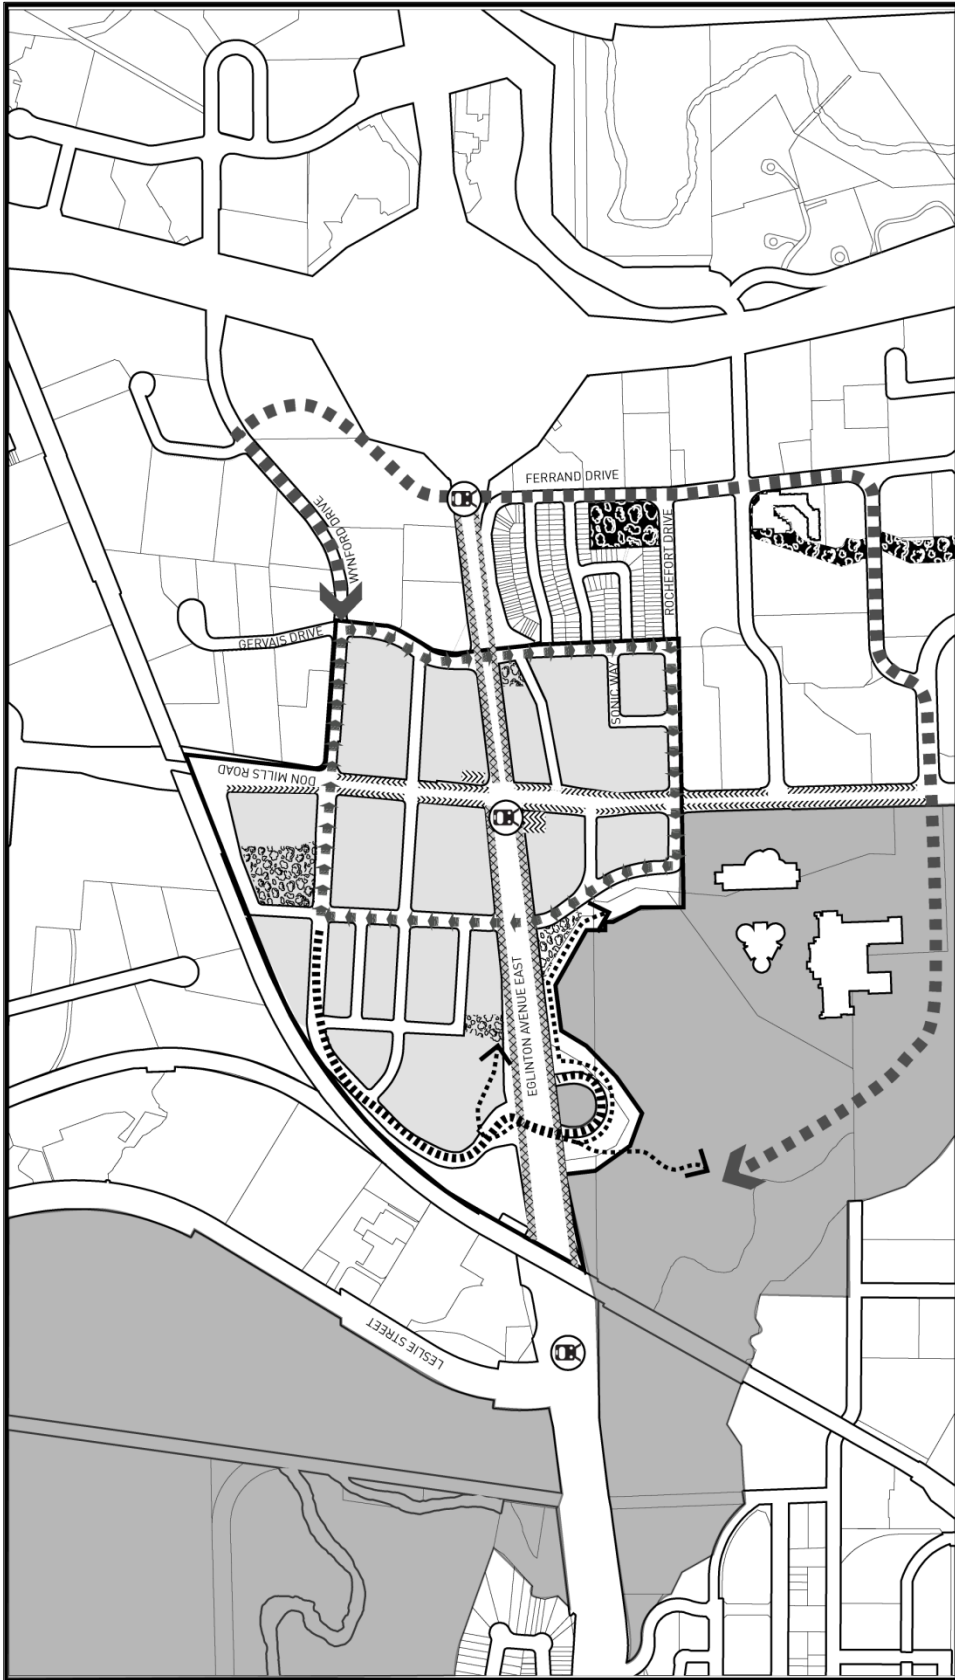 FERRAND DRIVE
WYNFORD DRIVE
ROCHEFORT DRIVE
GERVAIS DRIVE
SONIC WAY
DON MILLS ROAD
EGLINTON AVENUE EAST
LESLIE STREET